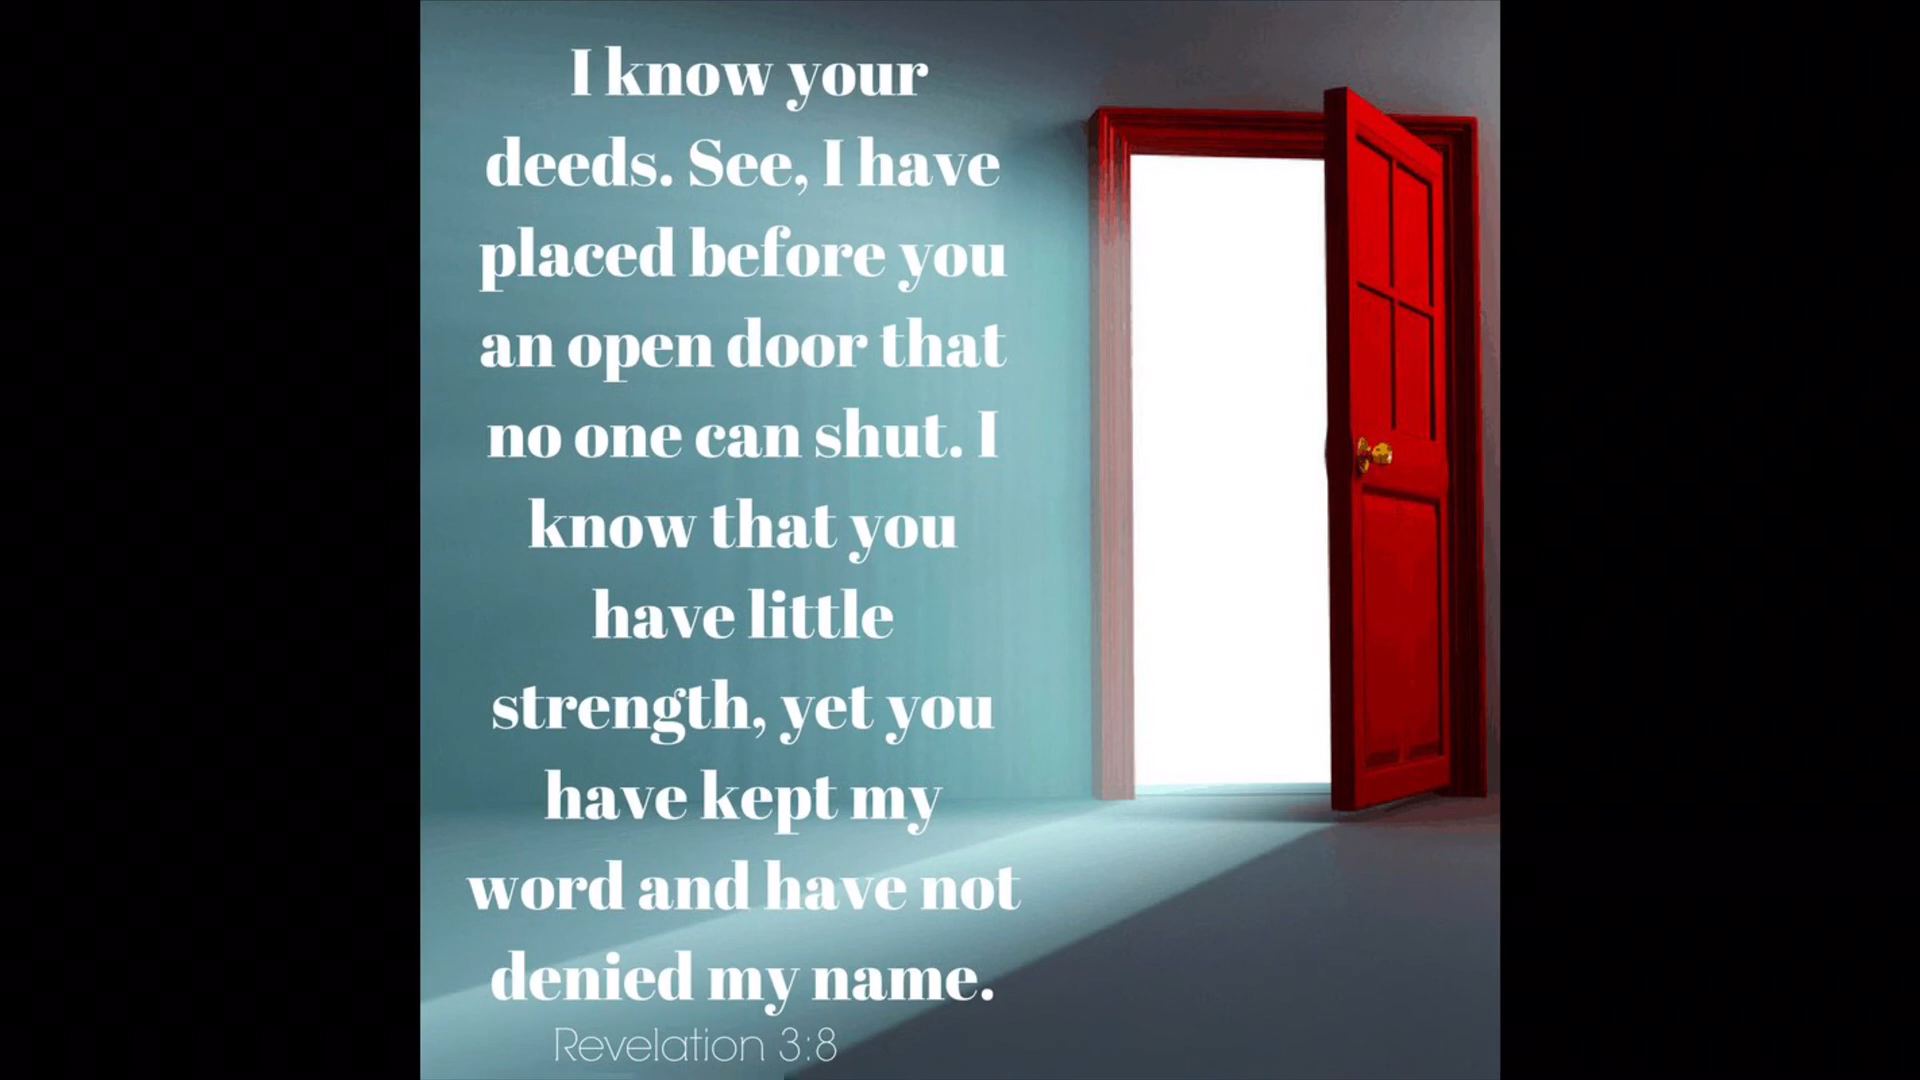 I know your
deeds. See, I have
placed before you
an open door that
no one can shut. I
know that you
have little
strength, yet you
have kept my
word and have not
denied my name.
Revelation 3:8